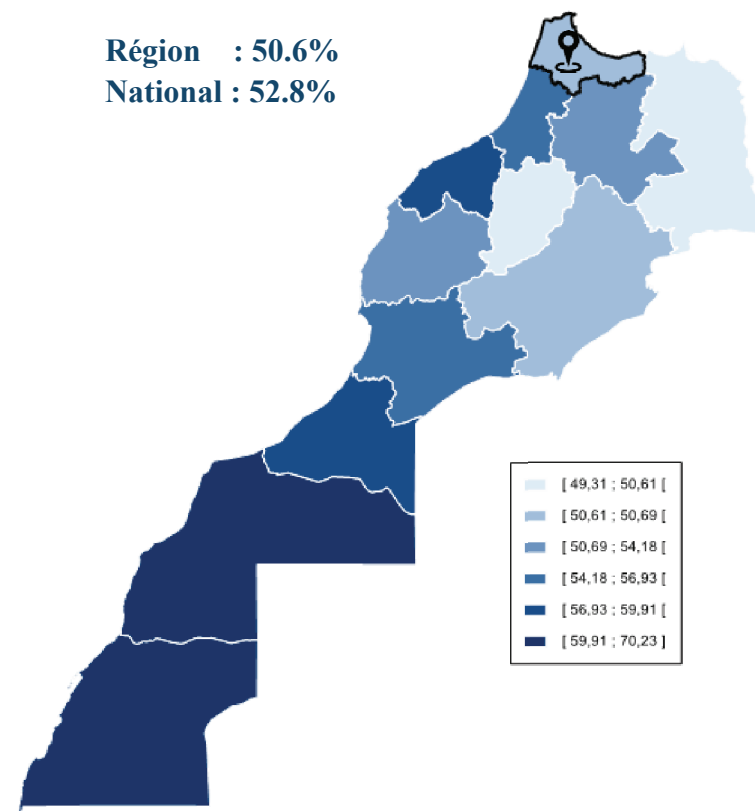 Région : 50.6%
National : 52.8%
[ 49,31 ; 50,61 [
[ 50,61 ; 50,69 [
[ 50,69 ; 54,18 [
[ 54,18 ; 56,93 [
[ 56,93 ; 59,91 [
[ 59,91 ; 70,23 ]